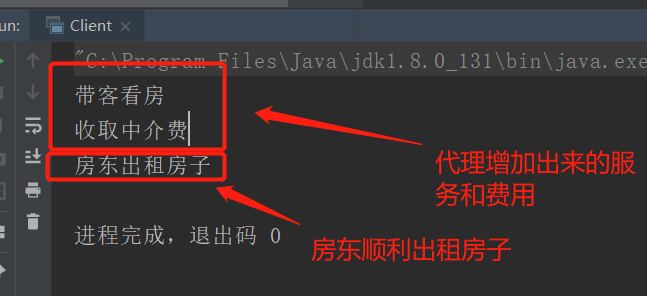 un:
Client ×
"C:\Program Files\Java\jdk1.8.0_131\bin\java.exe
带客看房
收取中介费
房东出租房子
代理增加出来的服
务和费用
进程完成，退出码 0
房东顺利出租房子